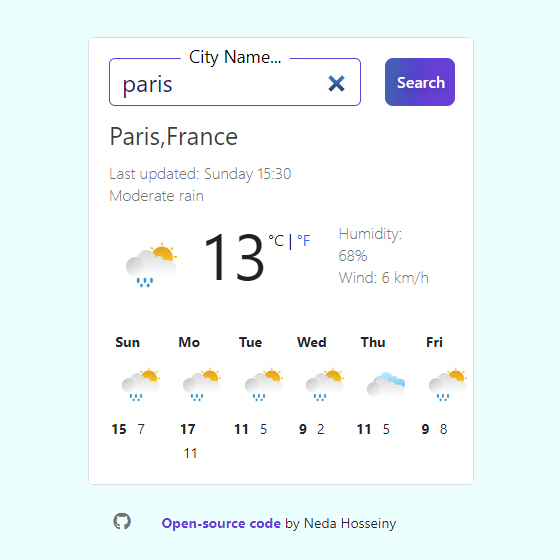 City Name...
paris
Search
Paris,France
Last updated: Sunday 15:30
Moderate rain
13 °C | °F
Humidity:
68%
Wind: 6 km/h
Sun Mo Tue Wed Thu Fri
15 7 17 11 5 9 2 11 5 9 8
11
Open-source code by Neda Hosseiny